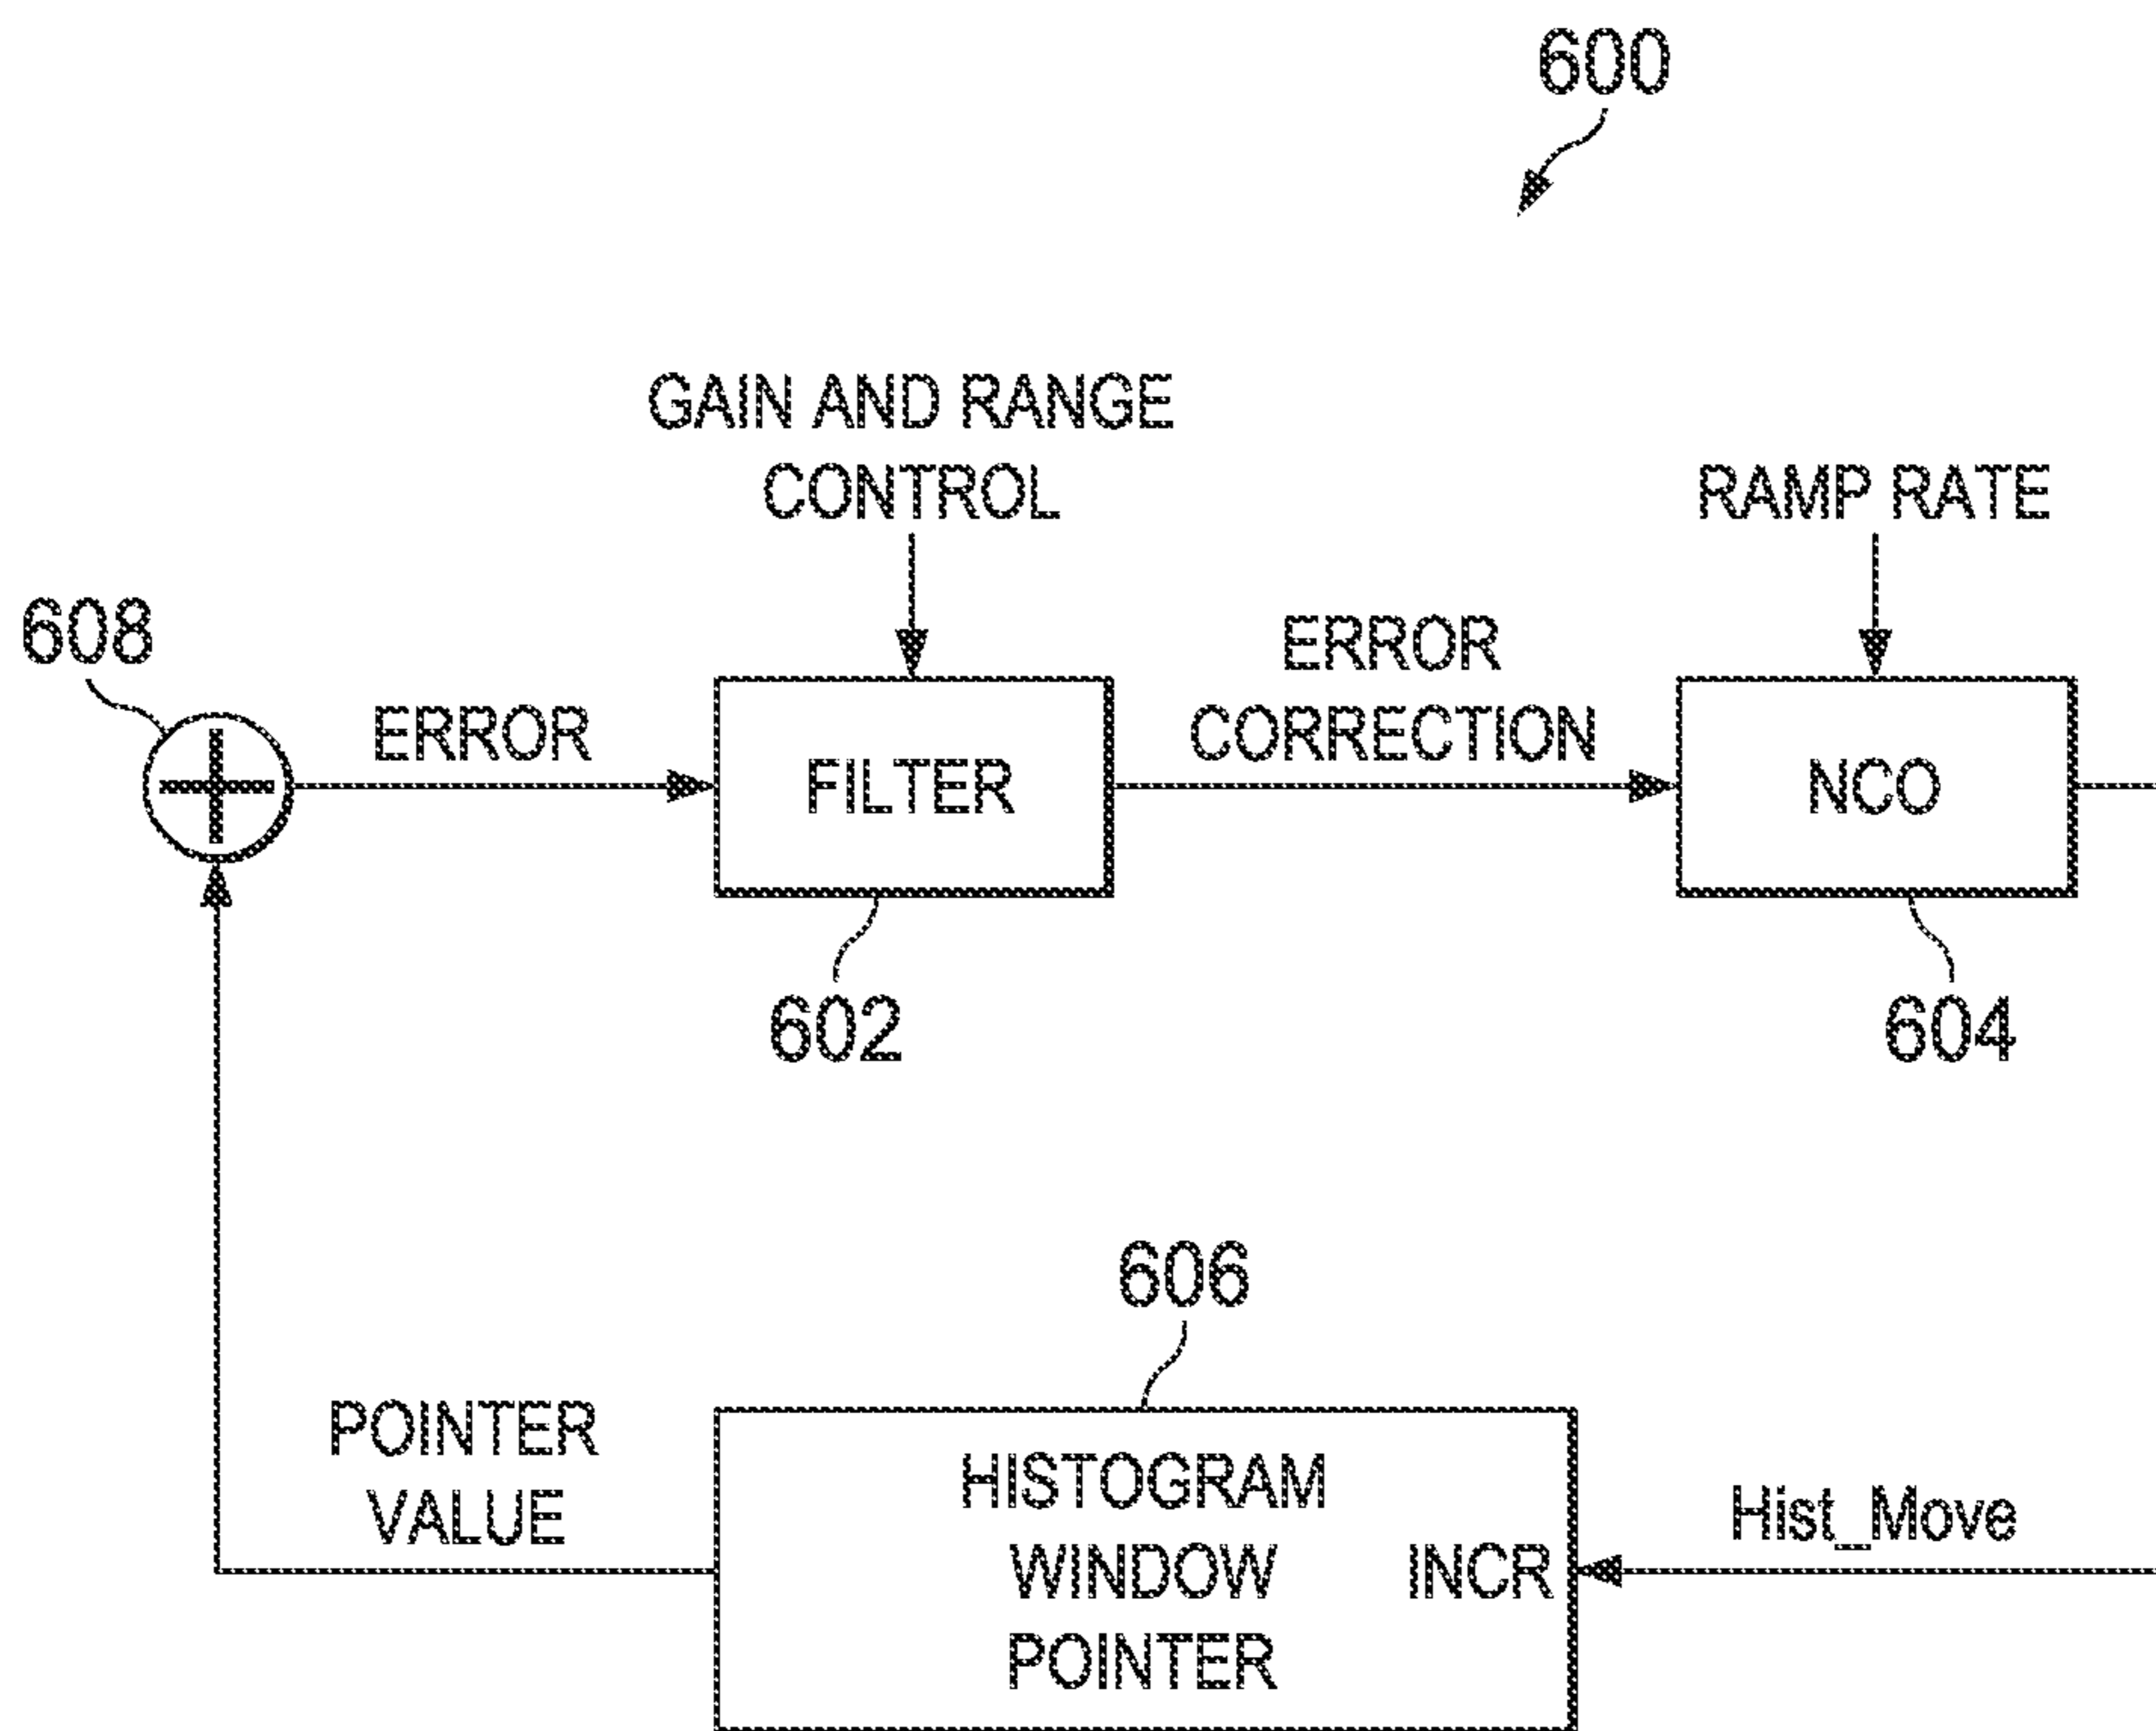 600
GAIN AND RANGE
CONTROL
RAMP RATE
608
ERROR
FILTER
ERROR
CORRECTION
NCO
602
604
606
POINTER
VALUE
HISTOGRAM
WINDOW
POINTER
INCR
Hist_Move